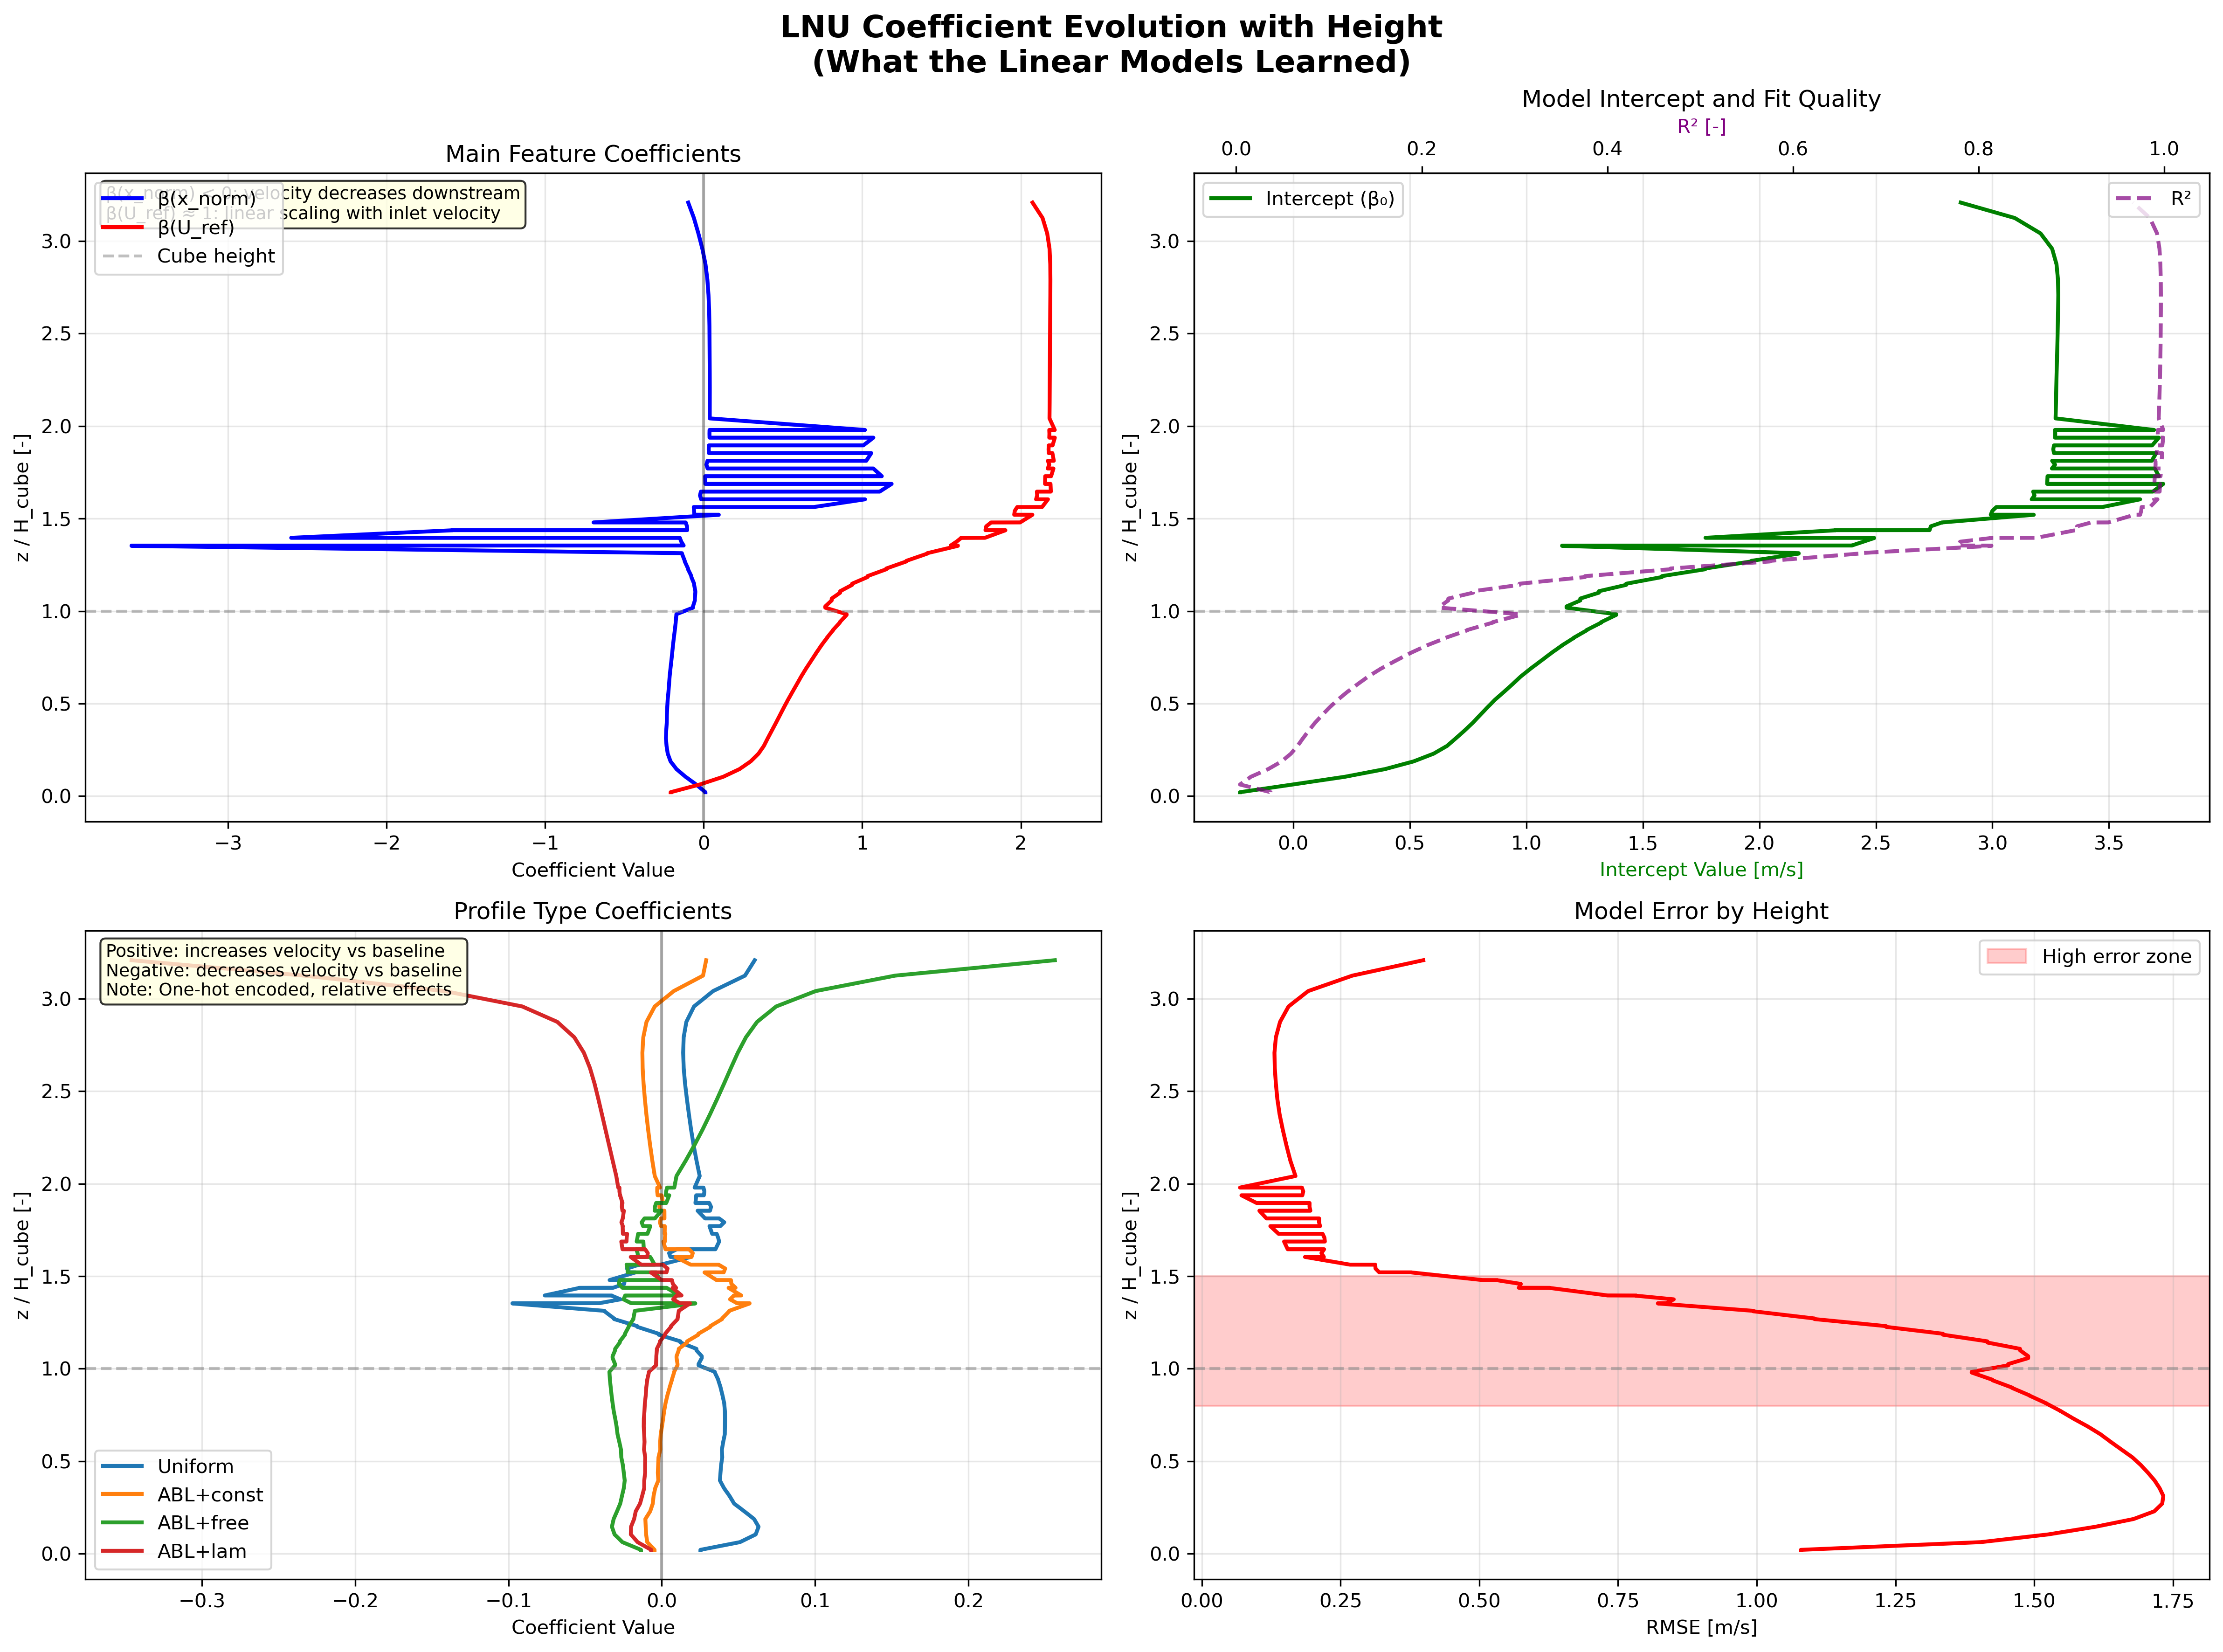 LNU Coefficient Evolution with Height
(What the Linear Models Learned)
Main Feature Coefficients
β(x_norm) < 0: velocity decreases downstream
β(U_ref) ≈ 1: linear scaling with inlet velocity
β(x_norm)
β(U_ref)
Cube height
z / H_cube [-]
3.0
2.5
2.0
1.5
1.0
0.5
0.0
−3 −2 −1 0 1 2
Coefficient Value
Model Intercept and Fit Quality
R² [-]
0.0 0.2 0.4 0.6 0.8 1.0
Intercept (β₀)
R²
z / H_cube [-]
3.0
2.5
2.0
1.5
1.0
0.5
0.0
0.0 0.5 1.0 1.5 2.0 2.5 3.0 3.5
Intercept Value [m/s]
Profile Type Coefficients
Positive: increases velocity vs baseline
Negative: decreases velocity vs baseline
Note: One-hot encoded, relative effects
z / H_cube [-]
3.0
2.5
2.0
1.5
1.0
0.5
0.0
Uniform
ABL+const
ABL+free
ABL+lam
−0.3 −0.2 −0.1 0.0 0.1 0.2
Coefficient Value
Model Error by Height
High error zone
z / H_cube [-]
3.0
2.5
2.0
1.5
1.0
0.5
0.0
0.00 0.25 0.50 0.75 1.00 1.25 1.50 1.75
RMSE [m/s]